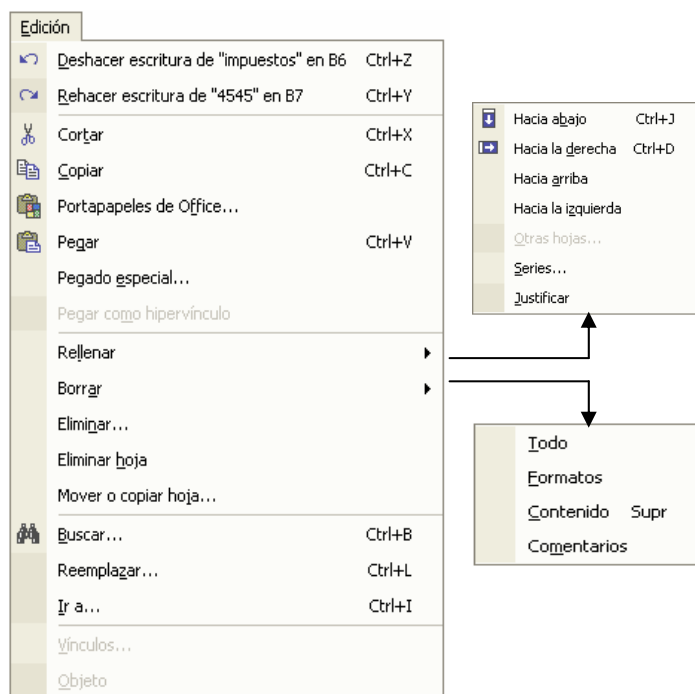 Edición
Deshacer escritura de "impuestos" en B6 Ctrl+Z
Rehacer escritura de "4545" en B7 Ctrl+Y
Cortar Ctrl+X
Copiar Ctrl+C
Portapapeles de Office...
Pegar Ctrl+V
Pegado especial...
Pegar como hipervínculo
Rellenar
Borrar
Eliminar...
Eliminar hoja
Mover o copiar hoja...
Buscar... Ctrl+B
Reemplazar... Ctrl+L
Ir a... Ctrl+I
Vínculos...
Objeto
Hacia abajo Ctrl+J
Hacia la derecha Ctrl+D
Hacia arriba
Hacia la izquierda
Otras hojas...
Series...
Justificar
Todo
Formatos
Contenido Supr
Comentarios